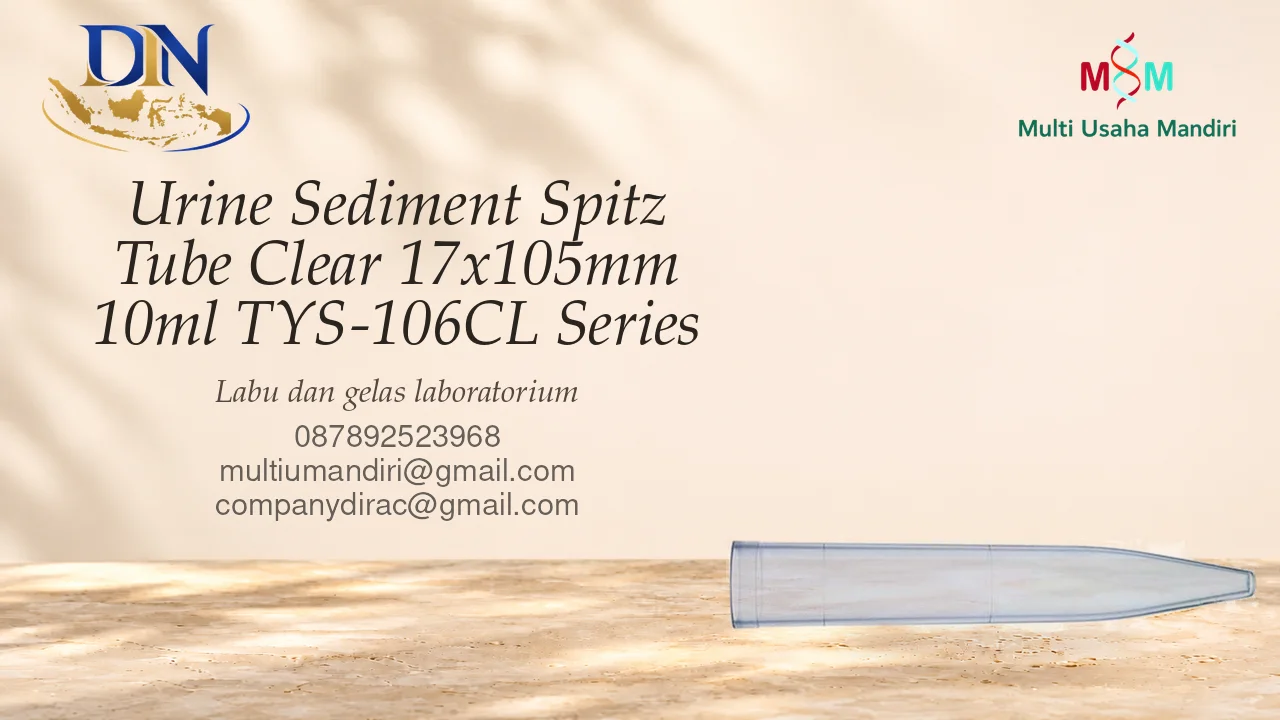 DIN
M M
Multi Usaha Mandiri
Urine Sediment Spitz
Tube Clear 17x105mm
10ml TYS-106CL Series
Labu dan gelas laboratorium
087892523968
multiumandiri@gmail.com
companydirac@gmail.com